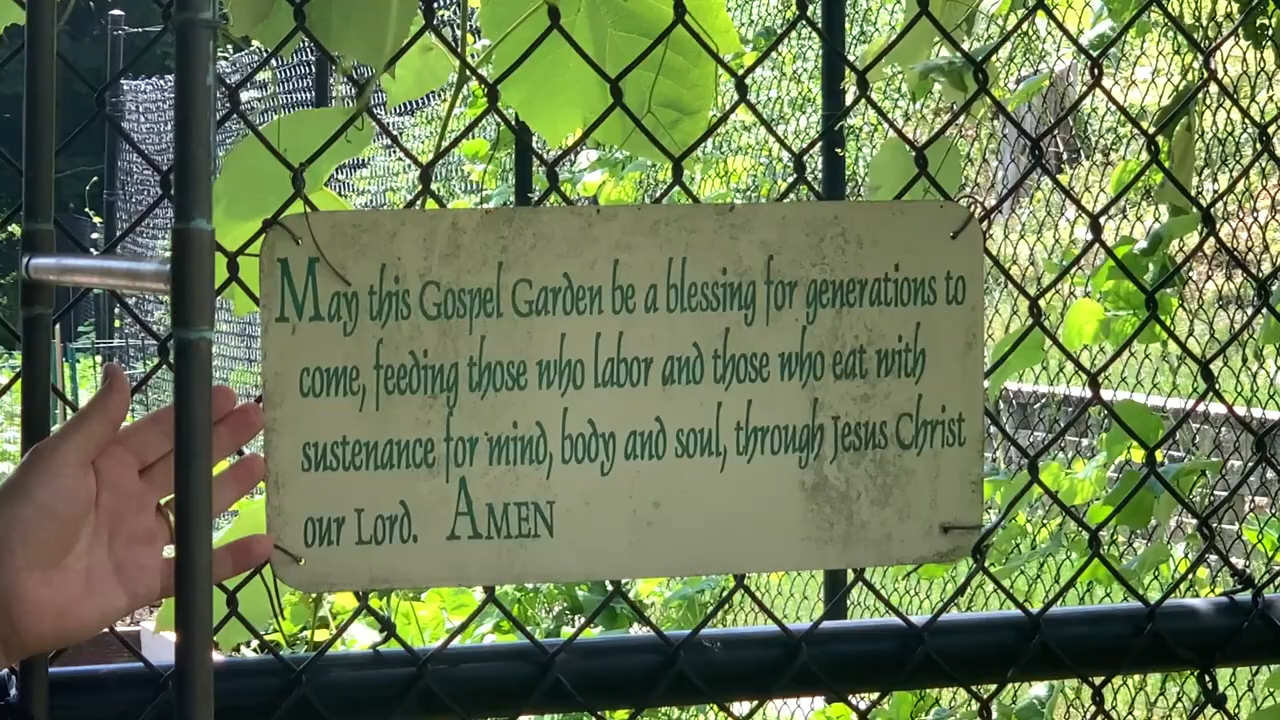 May this Gospel Garden be a blessing for generations to
come, feeding those who labor and those who eat with
sustenance for mind, body and soul, through Jesus Christ
our Lord. AMEN